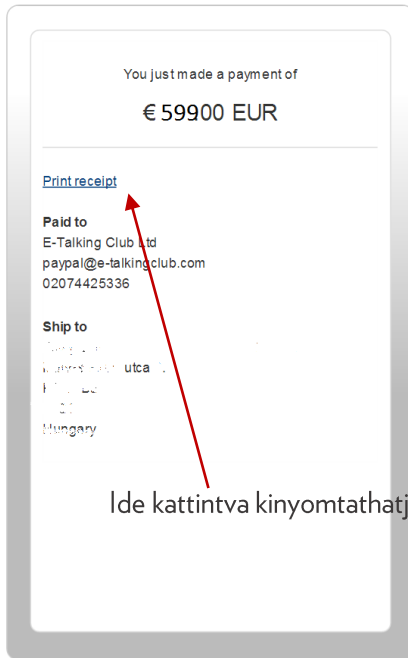 You just made a payment of
€ 59900 EUR
Print receipt
Paid to
E-Talking Club Ltd
paypal@e-talkingclub.com
02074425336
Ship to
utca
Hungary
Ide kattintva kinyomtathatj